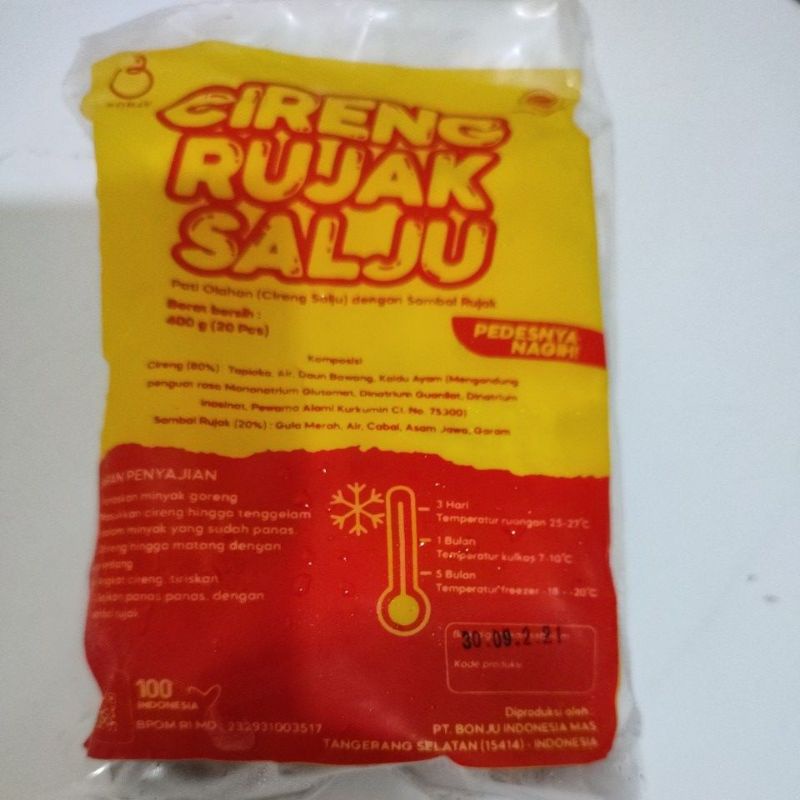 BONJU
CIRENG
RUJAK
SALJU
Pati Olahan (Cireng Salju) dengan Sambal Rujak
Berat bersih :
400 g (20 Pcs)
PEDESNYA
NAGIH!
Komposisi
Cireng (80%) : Tapioka, Air, Daun Bawang, Kaldu Ayam (Mengandung
penguat rasa Mononatrium Glutamat, Dinatrium Guanilat, Dinatrium
Inosinat, Pewarna Alami Kurkumin CI. No. 75300)
Sambal Rujak (20%) : Gula Merah, Air, Cabai, Asam Jawa, Garam
PENYAJIAN
minyak goreng
cireng hingga tenggelam
minyak yang sudah panas.
hingga matang dengan
sedang
cireng, tiriskan
panas panas, dengan
rujak
3 Hari
Temperatur ruangan 25-27°C
1 Bulan
Temperatur kulkas 7-10°C
5 Bulan
Temperatur freezer -18 - -20°C
30.09.2.21
Kode produksi
100
INDONESIA
BPOM RI MD : 232931003517
Diproduksi oleh :
PT. BONJU INDONESIA MAS
TANGERANG SELATAN (15414) - INDONESIA